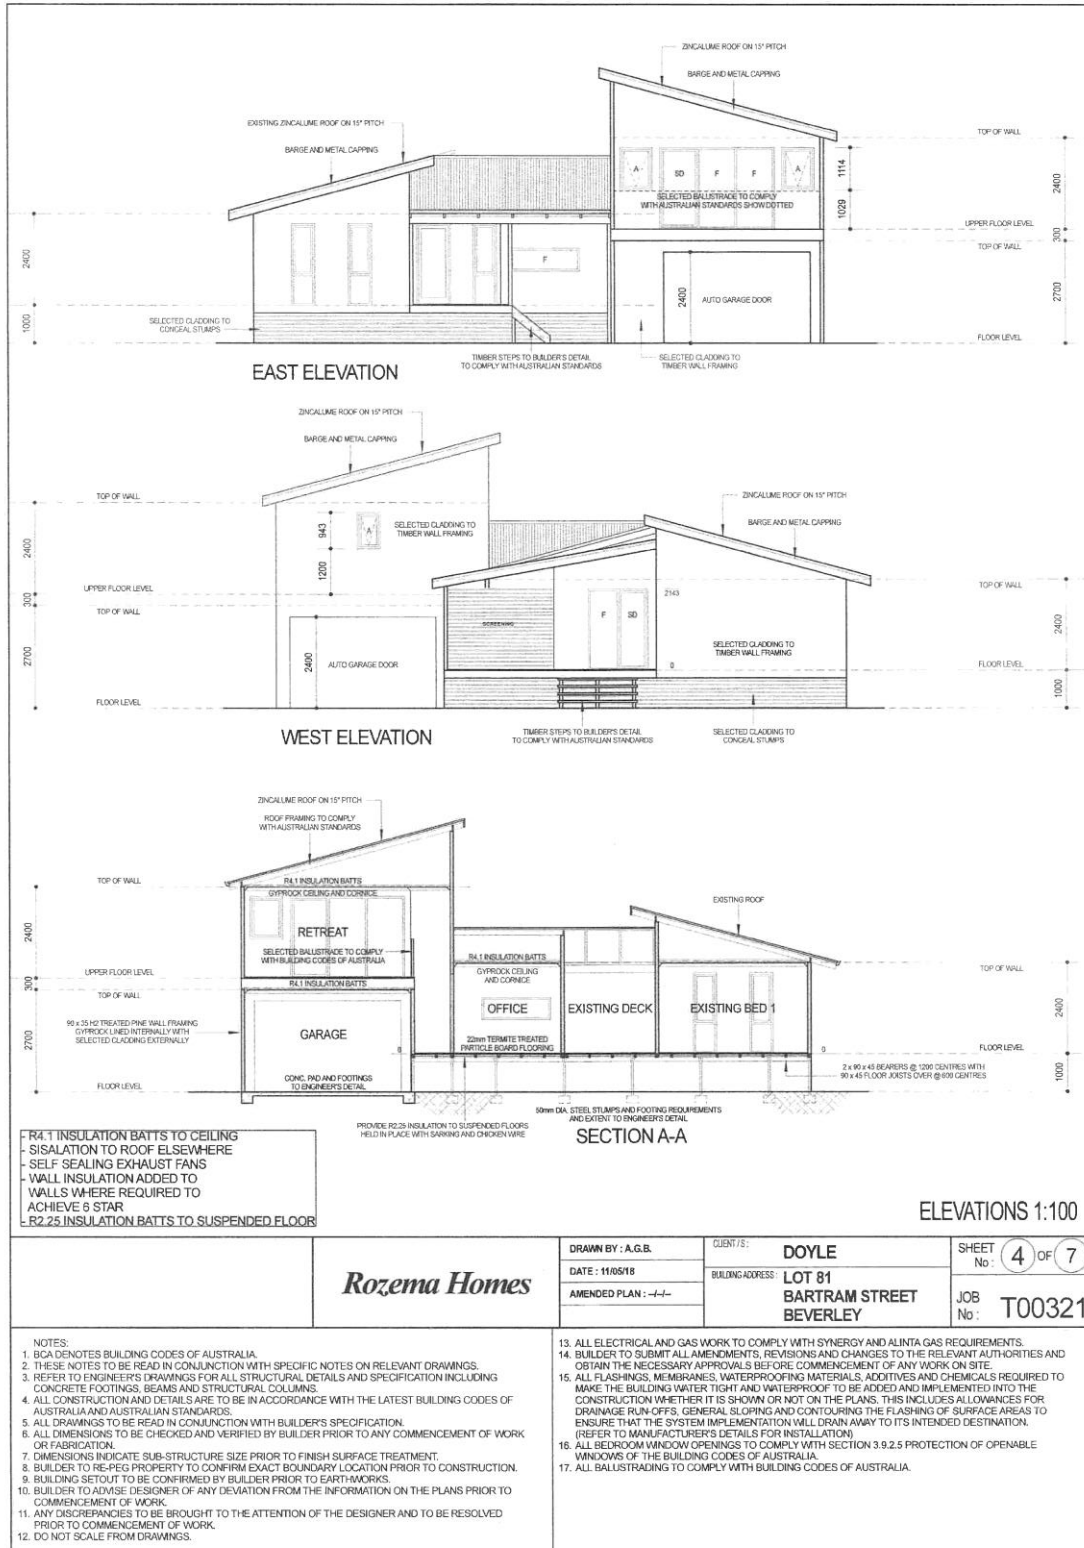 ZINCALUME ROOF ON 15° PITCH
BARGE AND METAL CAPPING
EXISTING ZINCALUME ROOF ON 15° PITCH
BARGE AND METAL CAPPING
TOP OF WALL
A
SD
F
F
A
1114
2400
SELECTED BALUSTRADE TO COMPLY
WITH AUSTRALIAN STANDARDS SHOW DOTTED
1029
UPPER FLOOR LEVEL
300
TOP OF WALL
2400
F
2400
AUTO GARAGE DOOR
2700
1000
SELECTED CLADDING TO
CONCEAL STUMPS
FLOOR LEVEL
TIMBER STEPS TO BUILDER'S DETAIL
TO COMPLY WITH AUSTRALIAN STANDARDS
SELECTED CLADDING TO
TIMBER WALL FRAMING
EAST ELEVATION
ZINCALUME ROOF ON 15° PITCH
BARGE AND METAL CAPPING
TOP OF WALL
ZINCALUME ROOF ON 15° PITCH
BARGE AND METAL CAPPING
943
A
SELECTED CLADDING TO
TIMBER WALL FRAMING
2400
1200
UPPER FLOOR LEVEL
300
TOP OF WALL
TOP OF WALL
2143
SCREENING
F
SD
2400
2700
2400
AUTO GARAGE DOOR
SELECTED CLADDING TO
TIMBER WALL FRAMING
0
FLOOR LEVEL
1000
FLOOR LEVEL
WEST ELEVATION
TIMBER STEPS TO BUILDER'S DETAIL
TO COMPLY WITH AUSTRALIAN STANDARDS
SELECTED CLADDING TO
CONCEAL STUMPS
ZINCALUME ROOF ON 15° PITCH
ROOF FRAMING TO COMPLY
WITH AUSTRALIAN STANDARDS
TOP OF WALL
R4.1 INSULATION BATTS
GYPROCK CEILING AND CORNICE
EXISTING ROOF
2400
RETREAT
SELECTED BALUSTRADE TO COMPLY
WITH BUILDING CODES OF AUSTRALIA
R4.1 INSULATION BATTS
GYPROCK CEILING
AND CORNICE
TOP OF WALL
UPPER FLOOR LEVEL
300
R4.1 INSULATION BATTS
TOP OF WALL
OFFICE
EXISTING DECK
EXISTING BED 1
2400
90 x 35 H2 TREATED PINE WALL FRAMING
GYPROCK LINED INTERNALLY WITH
SELECTED CLADDING EXTERNALLY
2700
GARAGE
22mm TERMITE TREATED
PARTICLE BOARD FLOORING
0
0
FLOOR LEVEL
2 x 90 x 45 BEARERS @ 1200 CENTRES WITH
90 x 45 FLOOR JOISTS OVER @ 600 CENTRES
1000
FLOOR LEVEL
CONC. PAD AND FOOTINGS
TO ENGINEER'S DETAIL
50mm DIA. STEEL STUMPS AND FOOTING REQUIREMENTS
AND EXTENT TO ENGINEER'S DETAIL
PROVIDE R2.25 INSULATION TO SUSPENDED FLOORS
HELD IN PLACE WITH SARKING AND CHICKEN WIRE
SECTION A-A
- R4.1 INSULATION BATTS TO CEILING
- SISALATION TO ROOF ELSEWHERE
- SELF SEALING EXHAUST FANS
- WALL INSULATION ADDED TO
WALLS WHERE REQUIRED TO
ACHIEVE 6 STAR
- R2.25 INSULATION BATTS TO SUSPENDED FLOOR
ELEVATIONS 1:100
Rozema Homes
DRAWN BY : A.G.B.
DATE : 11/05/18
AMENDED PLAN : --/--/--
CLIENT/S : DOYLE
BUILDING ADDRESS : LOT 81
BARTRAM STREET
BEVERLEY
SHEET No : 4 OF 7
JOB No : T00321
NOTES:
1. BCA DENOTES BUILDING CODES OF AUSTRALIA.
2. THESE NOTES TO BE READ IN CONJUNCTION WITH SPECIFIC NOTES ON RELEVANT DRAWINGS.
3. REFER TO ENGINEER'S DRAWINGS FOR ALL STRUCTURAL DETAILS AND SPECIFICATION INCLUDING
CONCRETE FOOTINGS, BEAMS AND STRUCTURAL COLUMNS.
4. ALL CONSTRUCTION AND DETAILS ARE TO BE IN ACCORDANCE WITH THE LATEST BUILDING CODES OF
AUSTRALIA AND AUSTRALIAN STANDARDS.
5. ALL DRAWINGS TO BE READ IN CONJUNCTION WITH BUILDER'S SPECIFICATION.
6. ALL DIMENSIONS TO BE CHECKED AND VERIFIED BY BUILDER PRIOR TO ANY COMMENCEMENT OF WORK
OR FABRICATION.
7. DIMENSIONS INDICATE SUB-STRUCTURE SIZE PRIOR TO FINISH SURFACE TREATMENT.
8. BUILDER TO RE-PEG PROPERTY TO CONFIRM EXACT BOUNDARY LOCATION PRIOR TO CONSTRUCTION.
9. BUILDING SETOUT TO BE CONFIRMED BY BUILDER PRIOR TO EARTHWORKS.
10. BUILDER TO ADVISE DESIGNER OF ANY DEVIATION FROM THE INFORMATION ON THE PLANS PRIOR TO
COMMENCEMENT OF WORK.
11. ANY DISCREPANCIES TO BE BROUGHT TO THE ATTENTION OF THE DESIGNER AND TO BE RESOLVED
PRIOR TO COMMENCEMENT OF WORK.
12. DO NOT SCALE FROM DRAWINGS.
13. ALL ELECTRICAL AND GAS WORK TO COMPLY WITH SYNERGY AND ALINTA GAS REQUIREMENTS.
14. BUILDER TO SUBMIT ALL AMENDMENTS, REVISIONS AND CHANGES TO THE RELEVANT AUTHORITIES AND
OBTAIN THE NECESSARY APPROVALS BEFORE COMMENCEMENT OF ANY WORK ON SITE.
15. ALL FLASHINGS, MEMBRANES, WATERPROOFING MATERIALS, ADDITIVES AND CHEMICALS REQUIRED TO
MAKE THE BUILDING WATER TIGHT AND WATERPROOF TO BE ADDED AND IMPLEMENTED INTO THE
CONSTRUCTION WHETHER IT IS SHOWN OR NOT ON THE PLANS. THIS INCLUDES ALLOWANCES FOR
DRAINAGE RUN-OFFS, GENERAL SLOPING AND CONTOURING THE FLASHING OF SURFACE AREAS TO
ENSURE THAT THE SYSTEM IMPLEMENTATION WILL DRAIN AWAY TO ITS INTENDED DESTINATION.
(REFER TO MANUFACTURER'S DETAILS FOR INSTALLATION)
16. ALL BEDROOM WINDOW OPENINGS TO COMPLY WITH SECTION 3.9.2.5 PROTECTION OF OPENABLE
WINDOWS OF THE BUILDING CODES OF AUSTRALIA.
17. ALL BALUSTRADING TO COMPLY WITH BUILDING CODES OF AUSTRALIA.